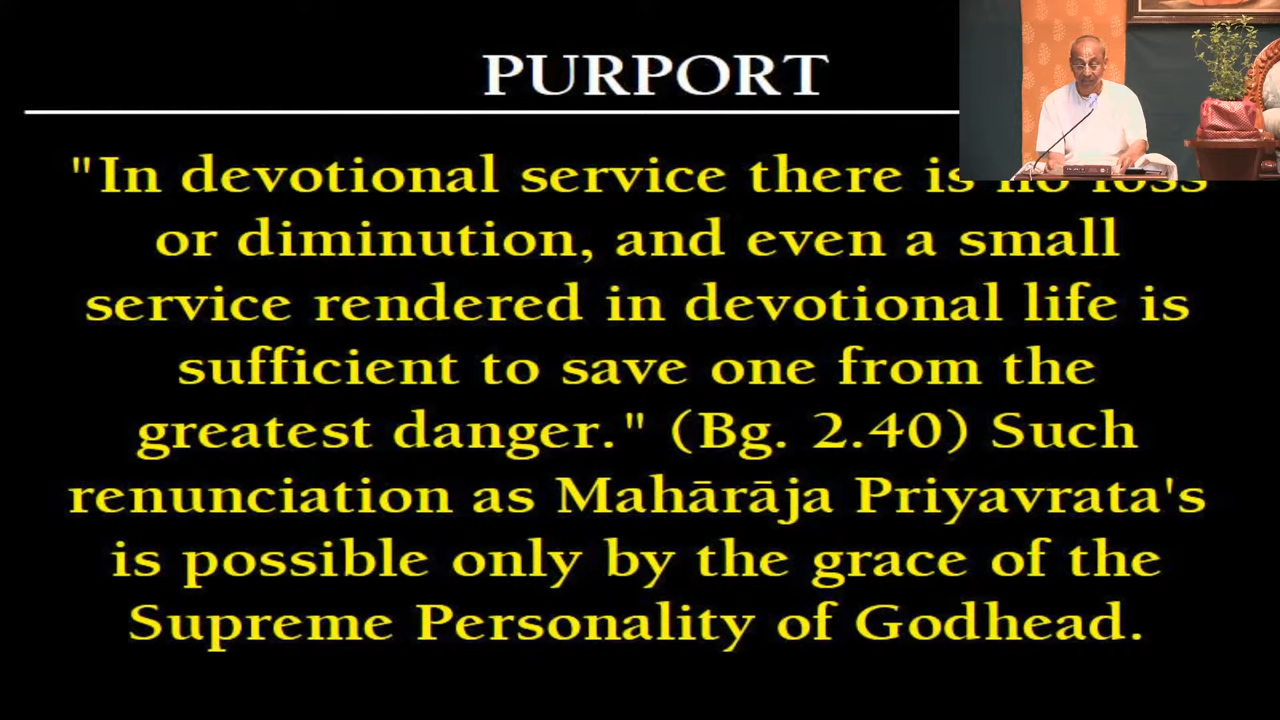 PURPORT
"In devotional service there is no loss
or diminution, and even a small
service rendered in devotional life is
sufficient to save one from the
greatest danger." (Bg. 2.40) Such
renunciation as Mahārāja Priyavrata's
is possible only by the grace of the
Supreme Personality of Godhead.